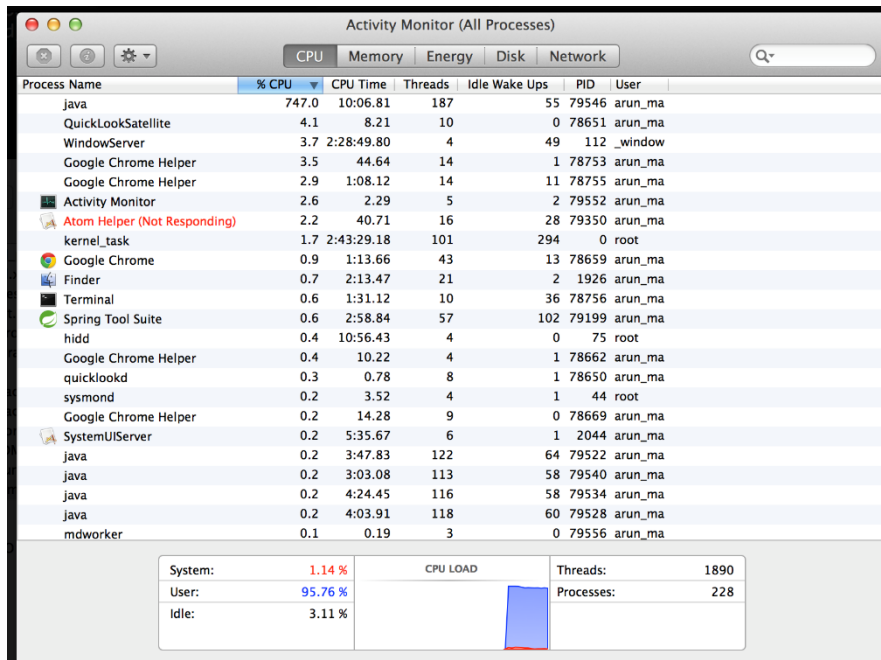 Activity Monitor (All Processes)
CPU Memory Energy Disk Network
Process Name % CPU CPU Time Threads Idle Wake Ups PID User
java 747.0 10:06.81 187 55 79546 arun_ma
QuickLookSatellite 4.1 8.21 10 0 78651 arun_ma
WindowServer 3.7 2:28:49.80 4 49 112 _window
Google Chrome Helper 3.5 44.64 14 1 78753 arun_ma
Google Chrome Helper 2.9 1:08.12 14 11 78755 arun_ma
Activity Monitor 2.6 2.29 5 2 79552 arun_ma
Atom Helper (Not Responding) 2.2 40.71 16 28 79350 arun_ma
kernel_task 1.7 2:43:29.18 101 294 0 root
Google Chrome 0.9 1:13.66 43 13 78659 arun_ma
Finder 0.7 2:13.47 21 2 1926 arun_ma
Terminal 0.6 1:31.12 10 36 78756 arun_ma
Spring Tool Suite 0.6 2:58.84 57 102 79199 arun_ma
hidd 0.4 10:56.43 4 0 75 root
Google Chrome Helper 0.4 10.22 4 1 78662 arun_ma
quicklookd 0.3 0.78 8 1 78650 arun_ma
sysmond 0.2 3.52 4 1 44 root
Google Chrome Helper 0.2 14.28 9 0 78669 arun_ma
SystemUIServer 0.2 5:35.67 6 1 2044 arun_ma
java 0.2 3:47.83 122 64 79522 arun_ma
java 0.2 3:03.08 113 58 79540 arun_ma
java 0.2 4:24.45 116 58 79534 arun_ma
java 0.2 4:03.91 118 60 79528 arun_ma
mdworker 0.1 0.19 3 0 79556 arun_ma
System: 1.14 % CPU LOAD Threads: 1890
User: 95.76 % Processes: 228
Idle: 3.11 %